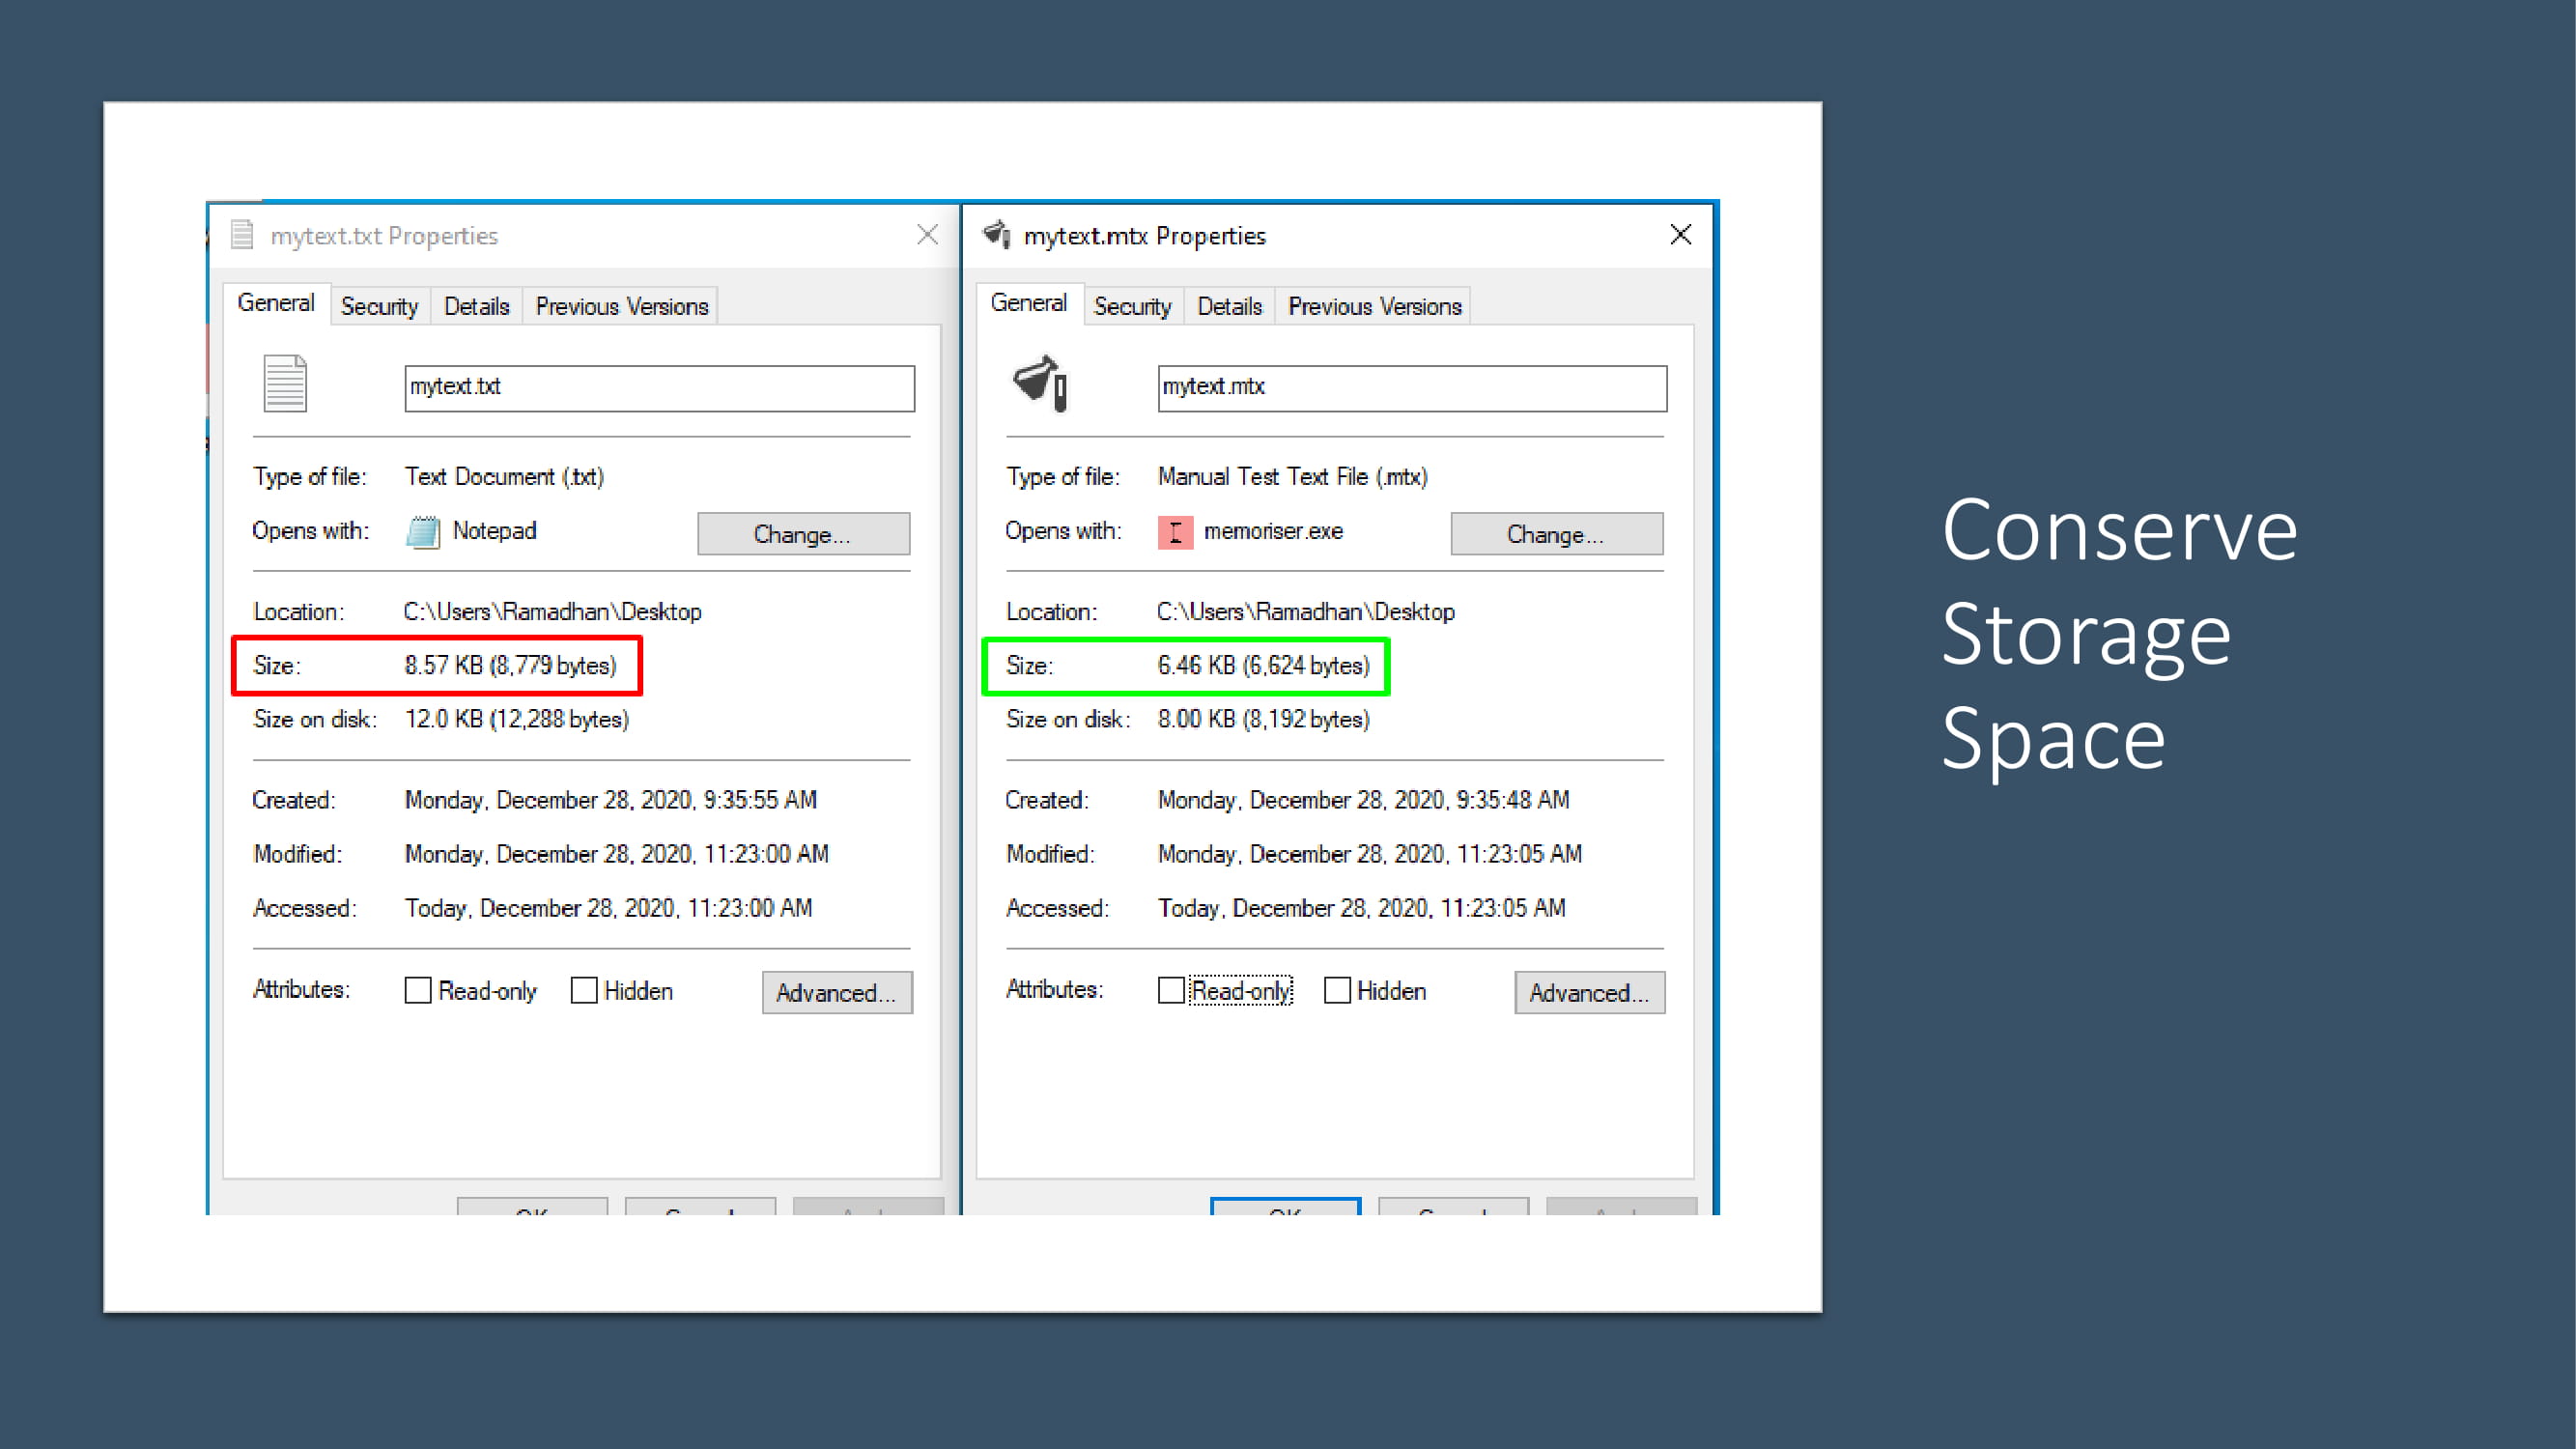 mytext.txt Properties
General Security Details Previous Versions
mytext.txt
Type of file: Text Document (.txt)
Opens with: Notepad Change...
Location: C:\Users\Ramadhan\Desktop
Size: 8.57 KB (8,779 bytes)
Size on disk: 12.0 KB (12,288 bytes)
Created: Monday, December 28, 2020, 9:35:55 AM
Modified: Monday, December 28, 2020, 11:23:00 AM
Accessed: Today, December 28, 2020, 11:23:00 AM
Attributes: Read-only Hidden Advanced...
mytext.mtx Properties
General Security Details Previous Versions
mytext.mtx
Type of file: Manual Test Text File (.mtx)
Opens with: memoriser.exe Change...
Location: C:\Users\Ramadhan\Desktop
Size: 6.46 KB (6,624 bytes)
Size on disk: 8.00 KB (8,192 bytes)
Created: Monday, December 28, 2020, 9:35:48 AM
Modified: Monday, December 28, 2020, 11:23:05 AM
Accessed: Today, December 28, 2020, 11:23:05 AM
Attributes: Read-only Hidden Advanced...
Conserve
Storage
Space